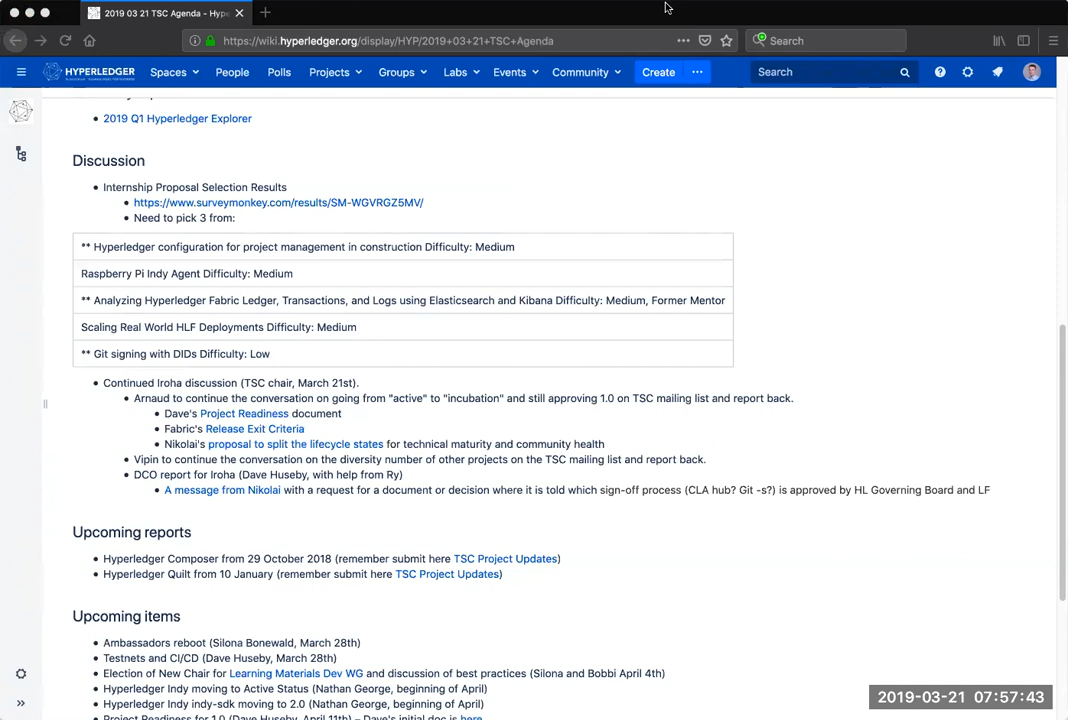 2019 03 21 TSC Agenda - Hype
https://wiki.hyperledger.org/display/HYP/2019+03+21+TSC+Agenda
Search
HYPERLEDGER
Spaces People Polls Projects Groups Labs Events Community Create Search
2019 Q1 Hyperledger Explorer
Discussion
Internship Proposal Selection Results
https://www.surveymonkey.com/results/SM-WGVRGZ5MV/
Need to pick 3 from:
** Hyperledger configuration for project management in construction Difficulty: Medium
Raspberry Pi Indy Agent Difficulty: Medium
** Analyzing Hyperledger Fabric Ledger, Transactions, and Logs using Elasticsearch and Kibana Difficulty: Medium, Former Mentor
Scaling Real World HLF Deployments Difficulty: Medium
** Git signing with DIDs Difficulty: Low
Continued Iroha discussion (TSC chair, March 21st).
Arnaud to continue the conversation on going from "active" to "incubation" and still approving 1.0 on TSC mailing list and report back.
Dave's Project Readiness document
Fabric's Release Exit Criteria
Nikolai's proposal to split the lifecycle states for technical maturity and community health
Vipin to continue the conversation on the diversity number of other projects on the TSC mailing list and report back.
DCO report for Iroha (Dave Huseby, with help from Ry)
A message from Nikolai with a request for a document or decision where it is told which sign-off process (CLA hub? Git -s?) is approved by HL Governing Board and LF
Upcoming reports
Hyperledger Composer from 29 October 2018 (remember submit here TSC Project Updates)
Hyperledger Quilt from 10 January (remember submit here TSC Project Updates)
Upcoming items
Ambassadors reboot (Silona Bonewald, March 28th)
Testnets and CI/CD (Dave Huseby, March 28th)
Election of New Chair for Learning Materials Dev WG and discussion of best practices (Silona and Bobbi April 4th)
Hyperledger Indy moving to Active Status (Nathan George, beginning of April)
Hyperledger Indy indy-sdk moving to 2.0 (Nathan George, beginning of April)
Project Readiness for 1.0 (Dave Huseby, April 11th) – Dave's initial doc is here
2019-03-21 07:57:43